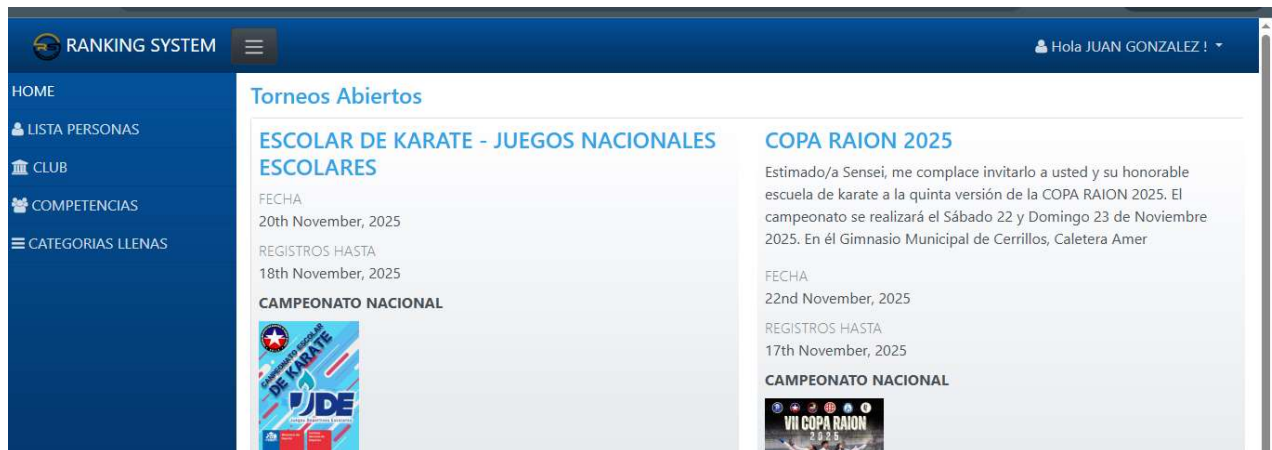 RANKING SYSTEM
Hola JUAN GONZALEZ !
HOME
LISTA PERSONAS
CLUB
COMPETENCIAS
CATEGORIAS LLENAS
Torneos Abiertos
ESCOLAR DE KARATE - JUEGOS NACIONALES
ESCOLARES
FECHA
20th November, 2025
REGISTROS HASTA
18th November, 2025
CAMPEONATO NACIONAL
CAMPEONATO ESCOLAR
DE KARATE
JDE
Juegos Deportivos Escolares
COPA RAION 2025
Estimado/a Sensei, me complace invitarlo a usted y su honorable
escuela de karate a la quinta versión de la COPA RAION 2025. El
campeonato se realizará el Sábado 22 y Domingo 23 de Noviembre
2025. En él Gimnasio Municipal de Cerrillos, Caletera Amer
FECHA
22nd November, 2025
REGISTROS HASTA
17th November, 2025
CAMPEONATO NACIONAL
VII COPA RAION
2025